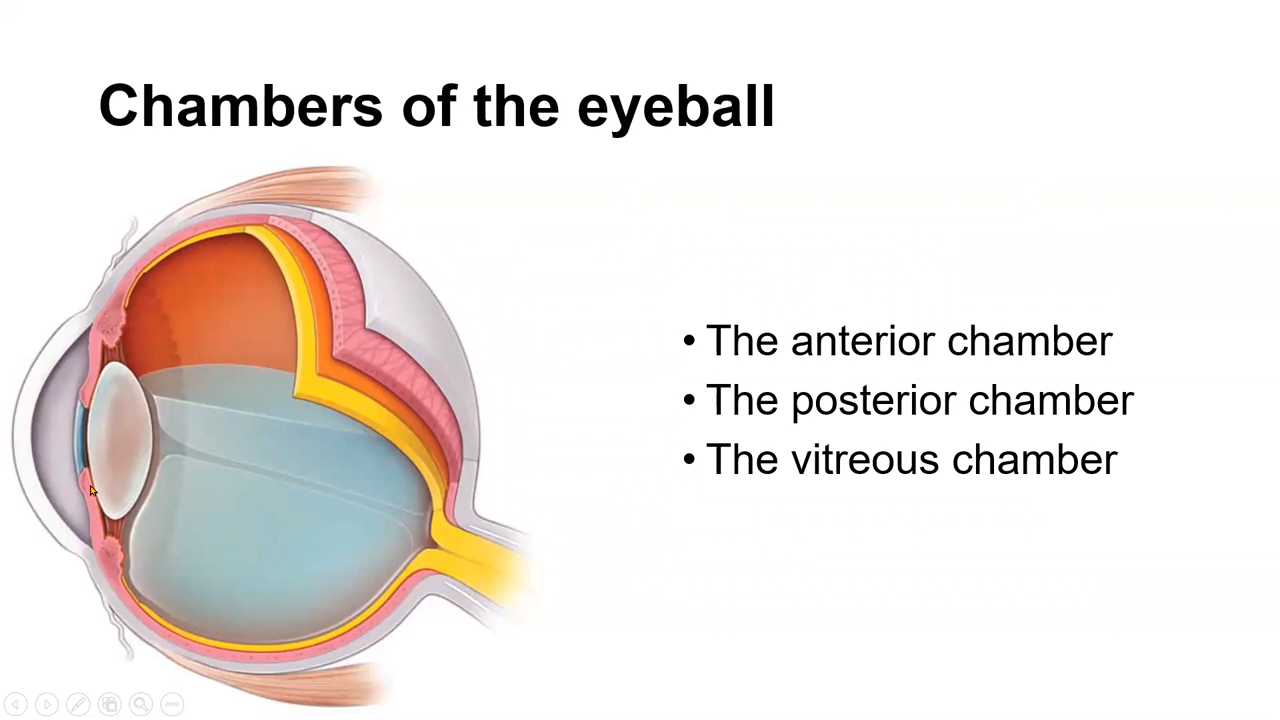 Chambers of the eyeball
• The anterior chamber
• The posterior chamber
• The vitreous chamber